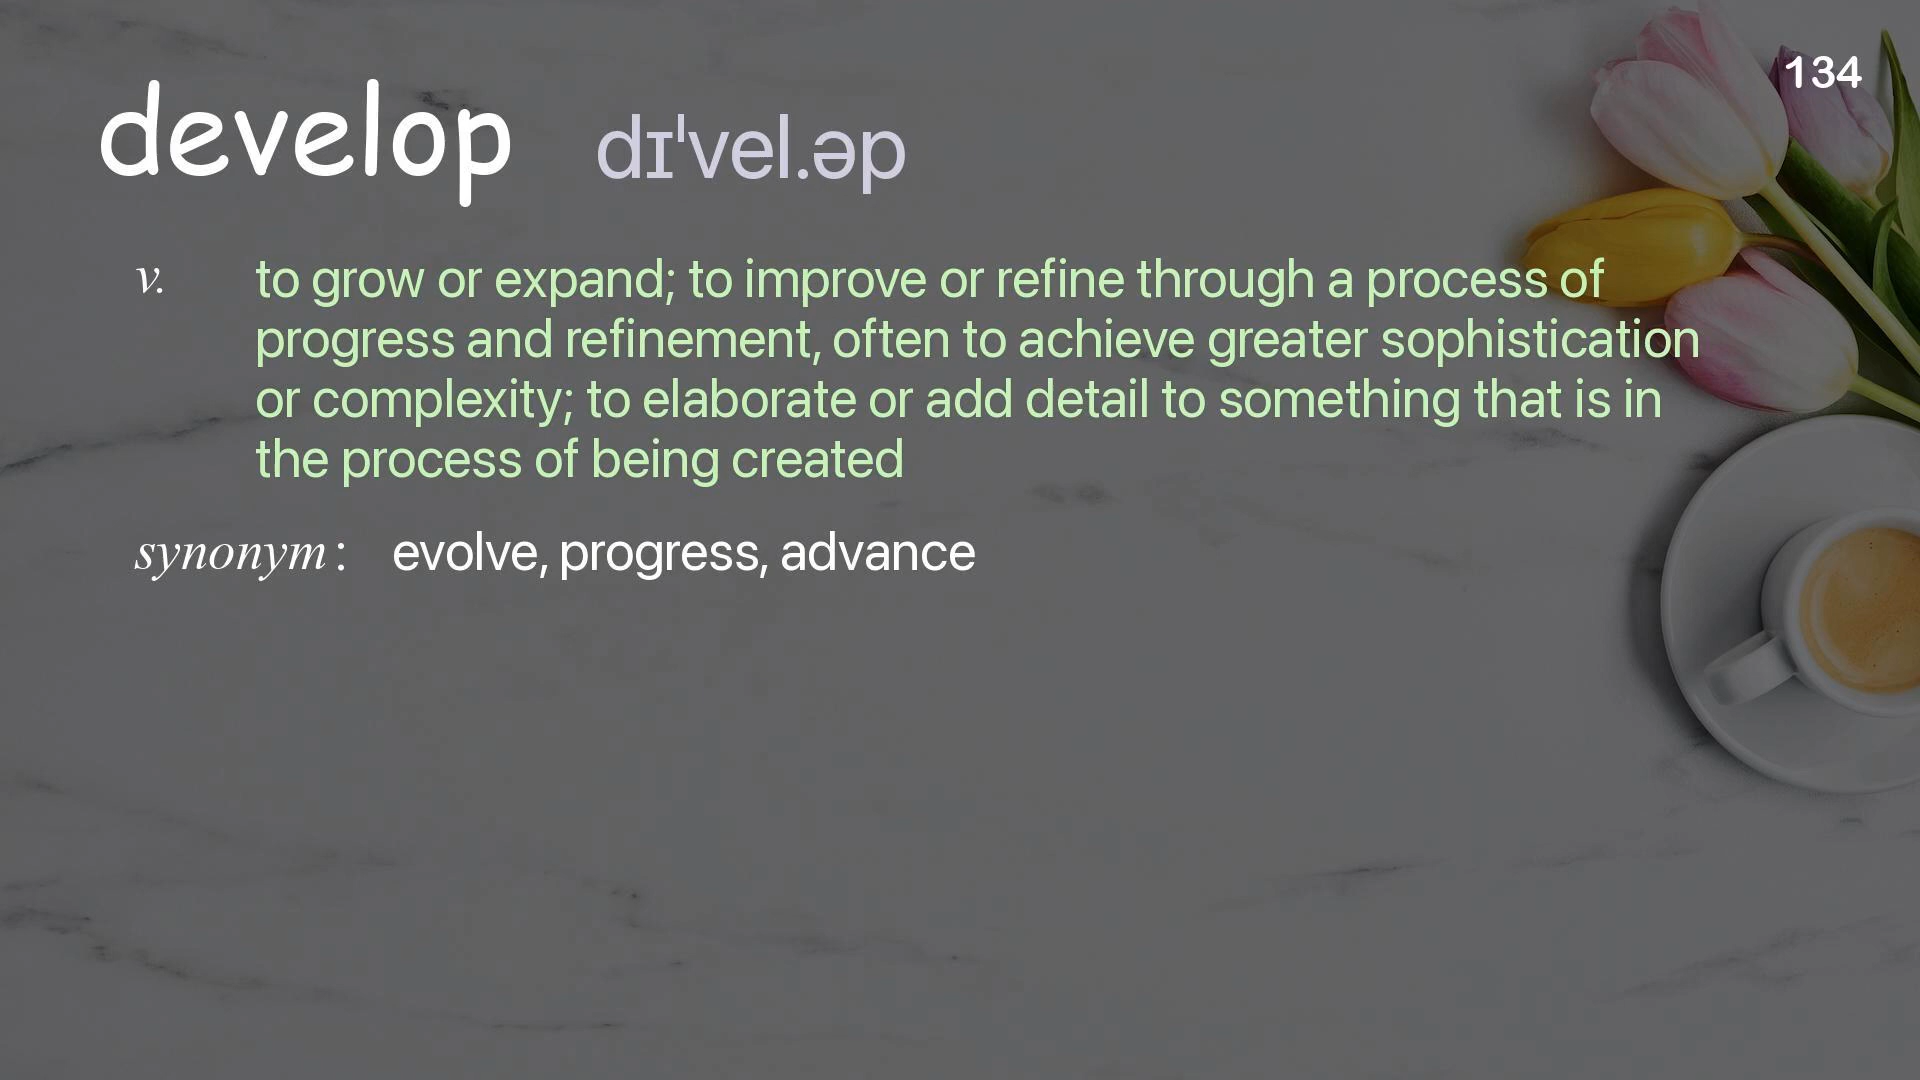 134
develop dɪˈvel.əp
v. to grow or expand; to improve or refine through a process of
progress and refinement, often to achieve greater sophistication
or complexity; to elaborate or add detail to something that is in
the process of being created
synonym : evolve, progress, advance